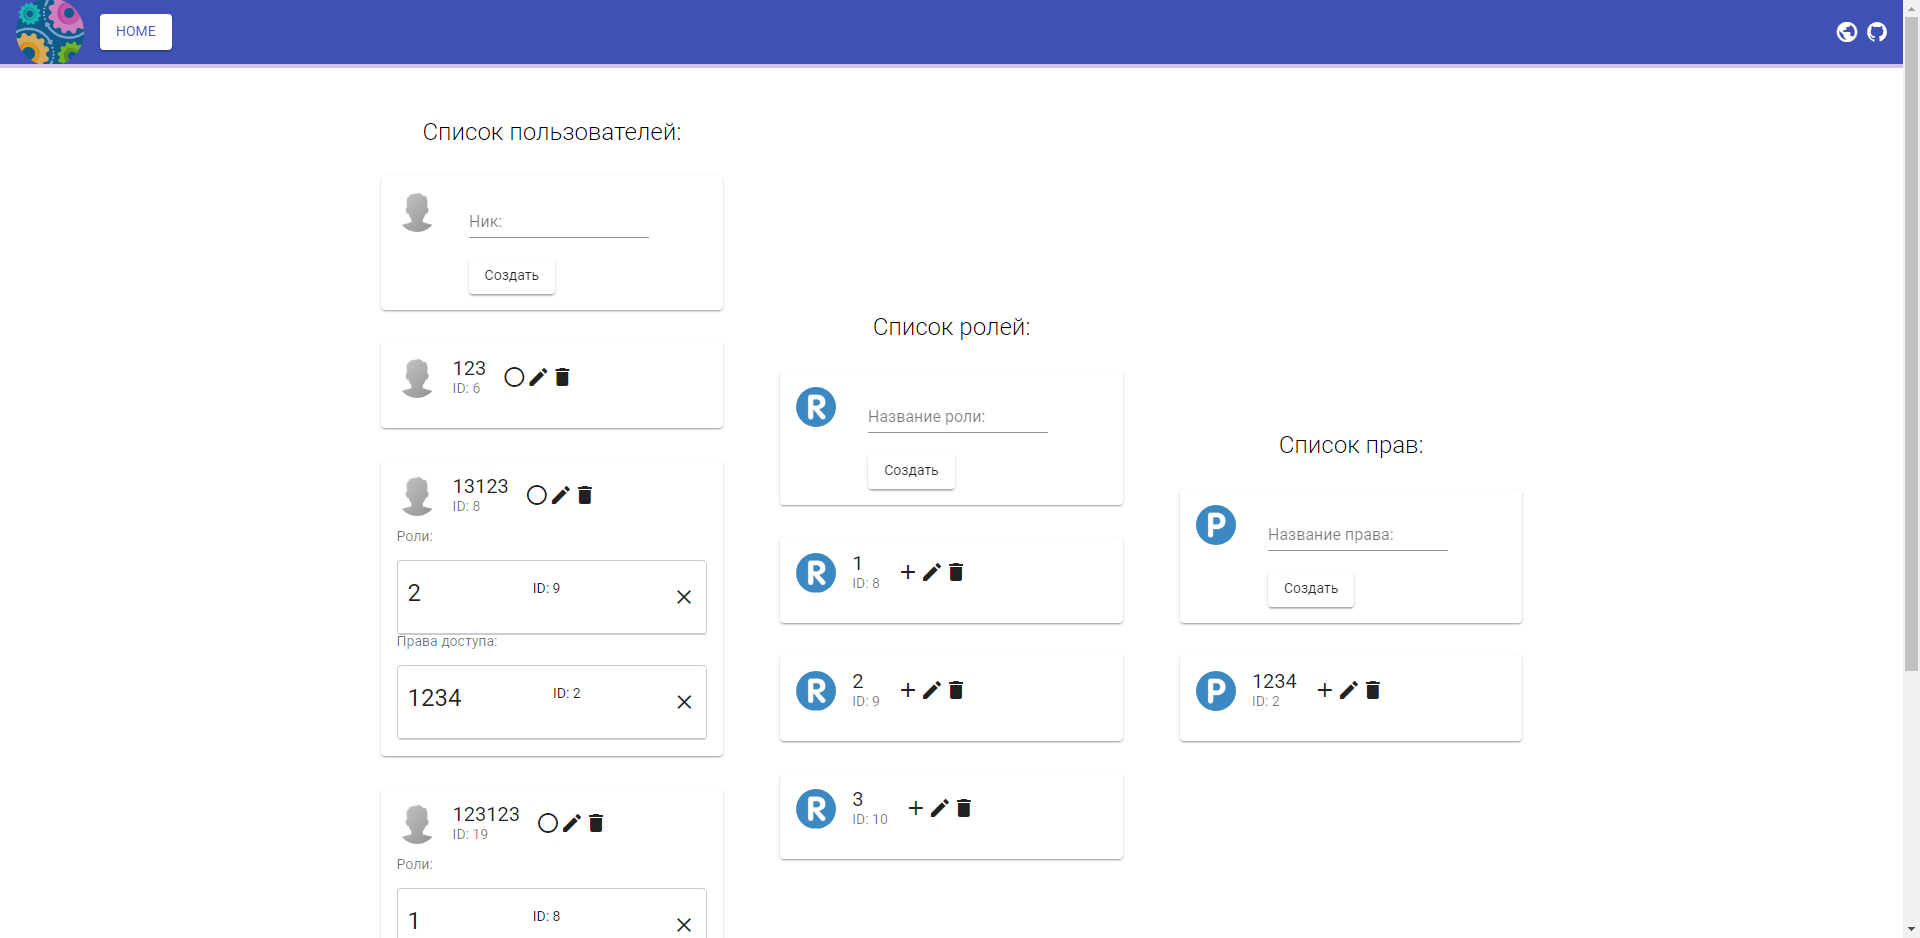 HOME
Список пользователей:
Ник:
Создать
123
ID: 6
13123
ID: 8
Роли:
2 ID: 9
Права доступа:
1234 ID: 2
123123
ID: 19
Роли:
1 ID: 8
Список ролей:
R
Название роли:
Создать
R
1
ID: 8
R
2
ID: 9
R
3
ID: 10
Список прав:
P
Название права:
Создать
P
1234
ID: 2